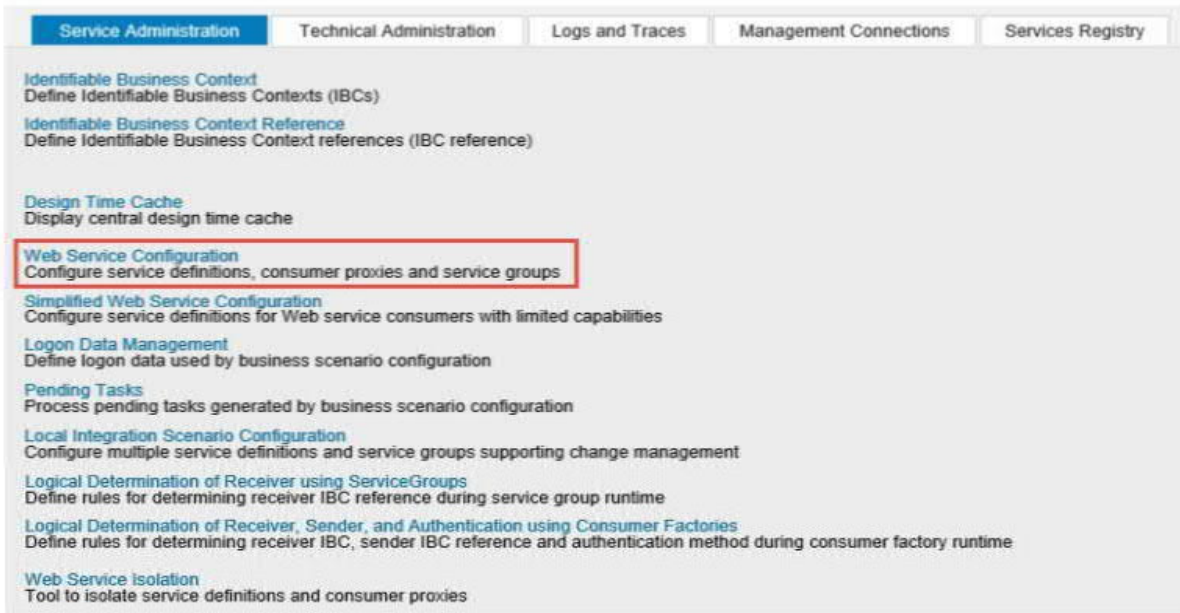 Service Administration
Technical Administration
Logs and Traces
Management Connections
Services Registry
Identifiable Business Context
Define Identifiable Business Contexts (IBCs)
Identifiable Business Context Reference
Define Identifiable Business Context references (IBC reference)
Design Time Cache
Display central design time cache
Web Service Configuration
Configure service definitions, consumer proxies and service groups
Simplified Web Service Configuration
Configure service definitions for Web service consumers with limited capabilities
Logon Data Management
Define logon data used by business scenario configuration
Pending Tasks
Process pending tasks generated by business scenario configuration
Local Integration Scenario Configuration
Configure multiple service definitions and service groups supporting change management
Logical Determination of Receiver using ServiceGroups
Define rules for determining receiver IBC reference during service group runtime
Logical Determination of Receiver, Sender, and Authentication using Consumer Factories
Define rules for determining receiver IBC, sender IBC reference and authentication method during consumer factory runtime
Web Service Isolation
Tool to isolate service definitions and consumer proxies